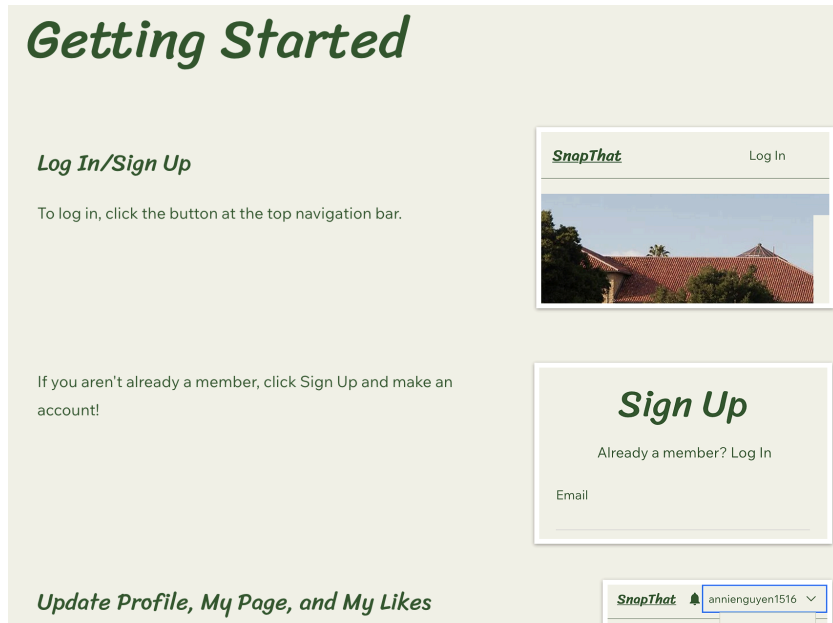 Getting Started
Log In/Sign Up
To log in, click the button at the top navigation bar.
SnapThat
Log In
If you aren't already a member, click Sign Up and make an
account!
Sign Up
Already a member? Log In
Email
Update Profile, My Page, and My Likes
SnapThat
annienguyen1516